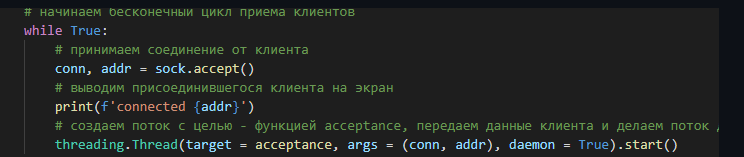 # начинаем бесконечный цикл приема клиентов
while True:
# принимаем соединение от клиента
conn, addr = sock.accept()
# выводим присоединившегося клиента на экран
print(f'connected {addr}')
# создаем поток с целью - функцией acceptance, передаем данные клиента и делаем поток
threading.Thread(target = acceptance, args = (conn, addr), daemon = True).start()